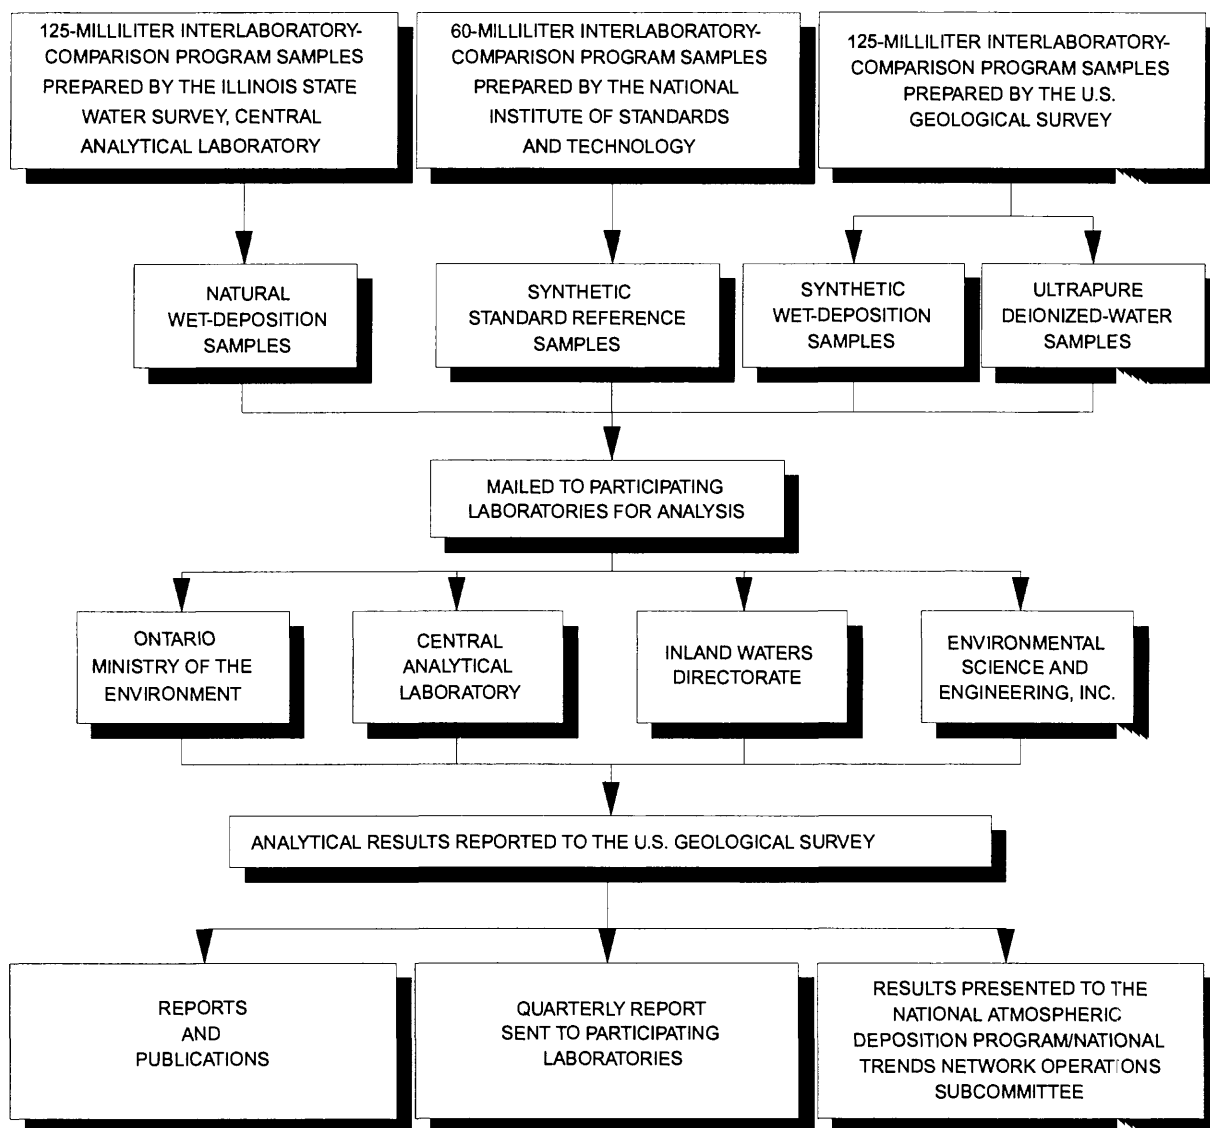 125-MILLILITER INTERLABORATORY-
COMPARISON PROGRAM SAMPLES
PREPARED BY THE ILLINOIS STATE
WATER SURVEY, CENTRAL
ANALYTICAL LABORATORY
60-MILLILITER INTERLABORATORY-
COMPARISON PROGRAM SAMPLES
PREPARED BY THE NATIONAL
INSTITUTE OF STANDARDS
AND TECHNOLOGY
125-MILLILITER INTERLABORATORY-
COMPARISON PROGRAM SAMPLES
PREPARED BY THE U.S.
GEOLOGICAL SURVEY
NATURAL
WET-DEPOSITION
SAMPLES
SYNTHETIC
STANDARD REFERENCE
SAMPLES
SYNTHETIC
WET-DEPOSITION
SAMPLES
ULTRAPURE
DEIONIZED-WATER
SAMPLES
MAILED TO PARTICIPATING
LABORATORIES FOR ANALYSIS
ONTARIO
MINISTRY OF THE
ENVIRONMENT
CENTRAL
ANALYTICAL
LABORATORY
INLAND WATERS
DIRECTORATE
ENVIRONMENTAL
SCIENCE AND
ENGINEERING, INC.
ANALYTICAL RESULTS REPORTED TO THE U.S. GEOLOGICAL SURVEY
REPORTS
AND
PUBLICATIONS
QUARTERLY REPORT
SENT TO PARTICIPATING
LABORATORIES
RESULTS PRESENTED TO THE
NATIONAL ATMOSPHERIC
DEPOSITION PROGRAM/NATIONAL
TRENDS NETWORK OPERATIONS
SUBCOMMITTEE